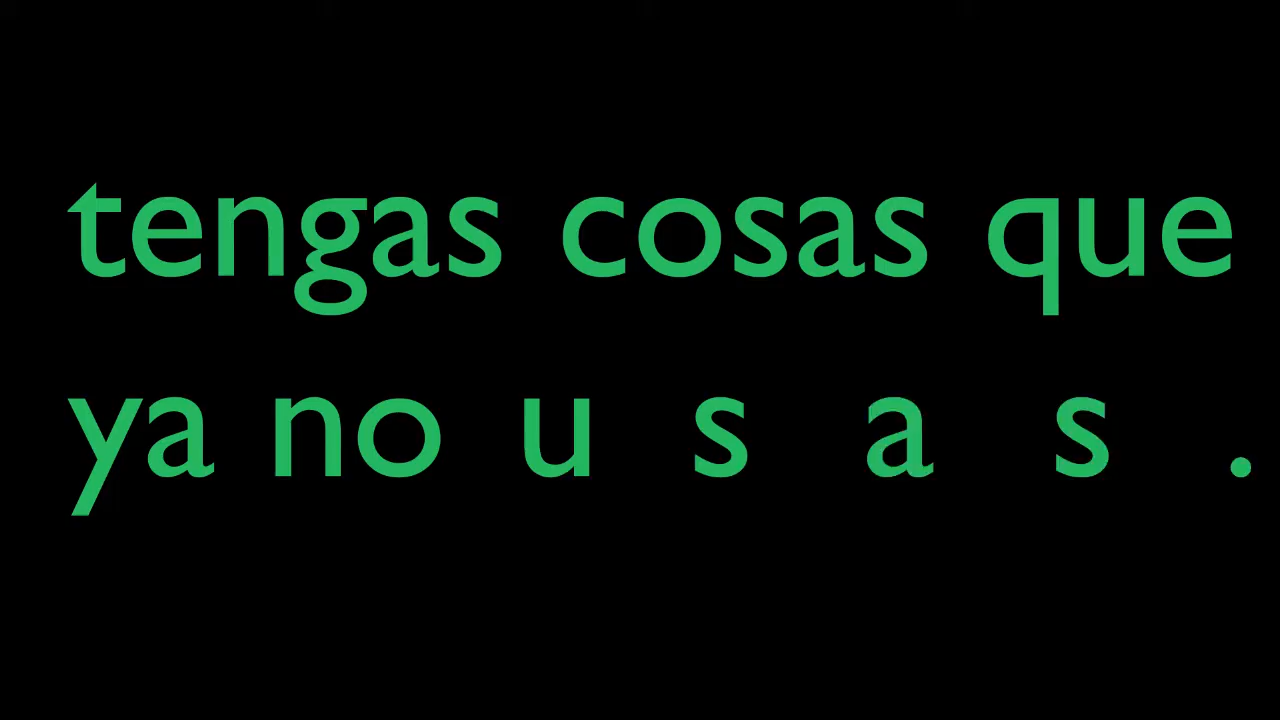 tengas cosas que
ya no u s a s .